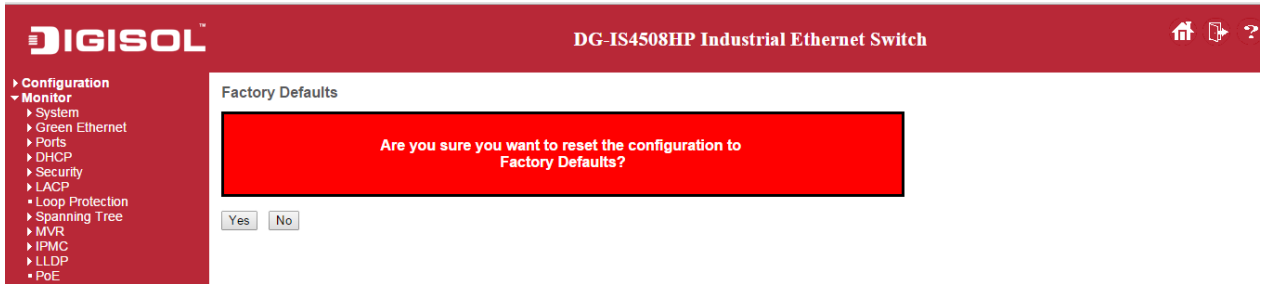 DIGISOL™
DG-IS4508HP Industrial Ethernet Switch
?
Configuration
Monitor
System
Green Ethernet
Ports
DHCP
Security
LACP
Loop Protection
Spanning Tree
MVR
IPMC
LLDP
PoE
Factory Defaults
Are you sure you want to reset the configuration to
Factory Defaults?
Yes No